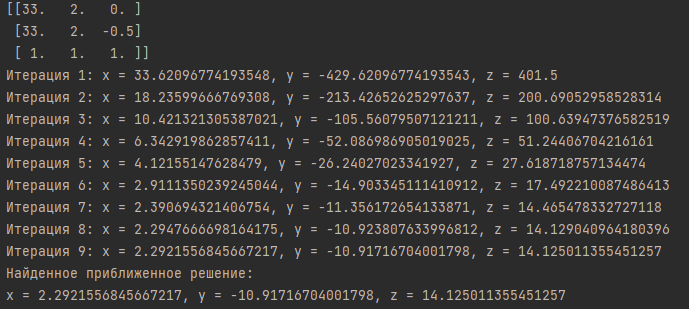 [[33.   2.   0. ]
 [33.   2.  -0.5]
 [ 1.   1.   1. ]]
Итерация 1: x = 33.62096774193548, y = -429.62096774193543, z = 401.5
Итерация 2: x = 18.23599666769308, y = -213.42652625297637, z = 200.69052958528314
Итерация 3: x = 10.421321305387021, y = -105.56079507121211, z = 100.63947376582519
Итерация 4: x = 6.342919862857411, y = -52.086986905019025, z = 51.24406704216161
Итерация 5: x = 4.12155147628479, y = -26.24027023341927, z = 27.618718757134474
Итерация 6: x = 2.9111350239245044, y = -14.903345111410912, z = 17.492210087486413
Итерация 7: x = 2.390694321406754, y = -11.356172654133871, z = 14.465478332727118
Итерация 8: x = 2.2947666698164175, y = -10.923807633996812, z = 14.129040964180396
Итерация 9: x = 2.2921556845667217, y = -10.91716704001798, z = 14.125011355451257
Найденное приближенное решение:
x = 2.2921556845667217, y = -10.91716704001798, z = 14.125011355451257